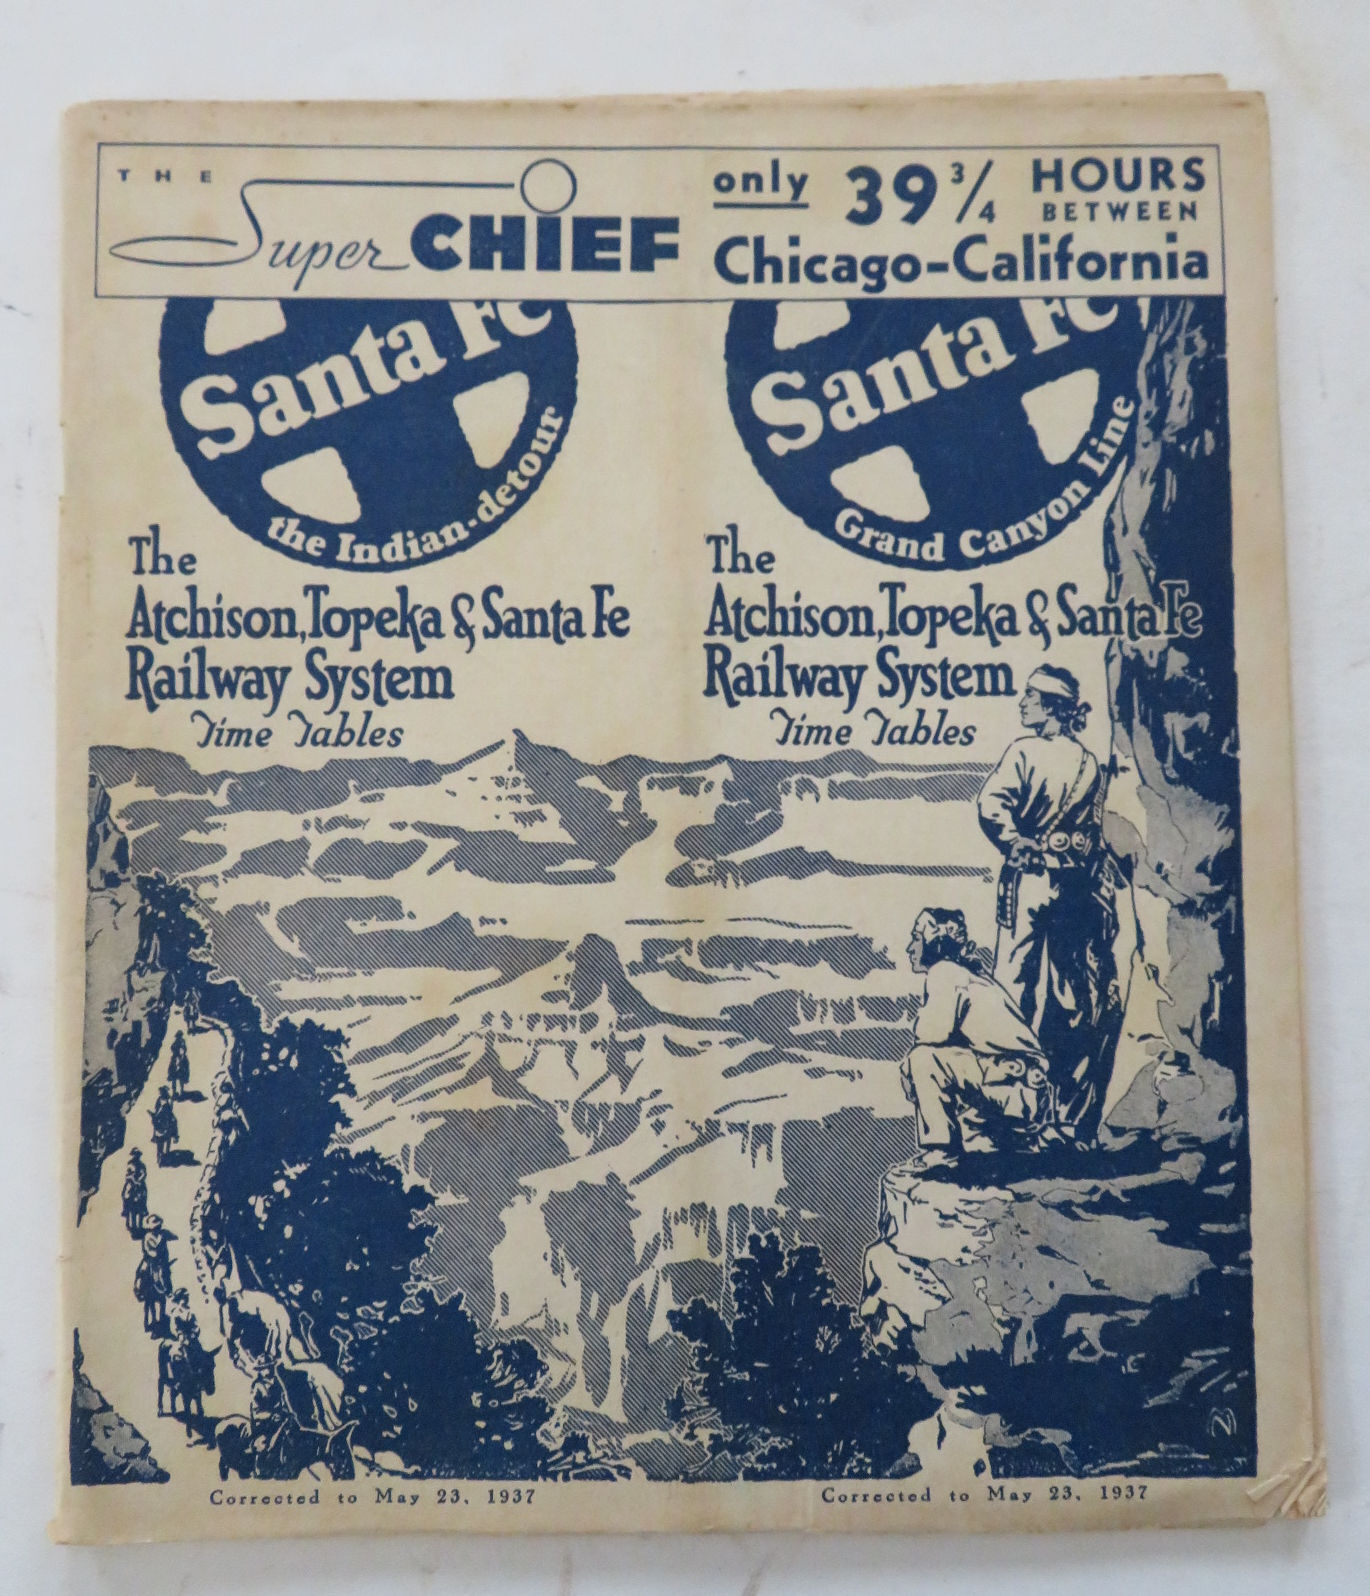 THE
Super CHiEF
only 39 3/4 HOURS
BETWEEN
Chicago-California
Santa Fe
the Indian-detour
The
Atchison, Topeka & Santa Fe
Railway System
Time Tables
Santa Fe
Grand Canyon Line
The
Atchison, Topeka & Santa Fe
Railway System
Time Tables
Corrected to May 23, 1937
Corrected to May 23, 1937